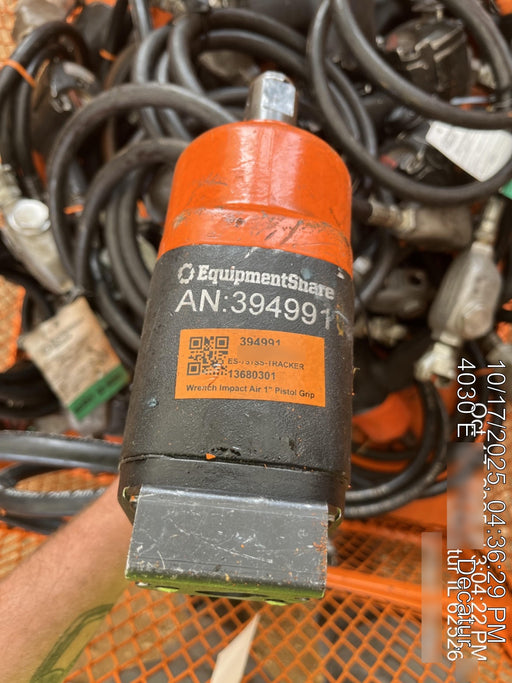 EquipmentShare
AN:394991
394991
TRACKER
13680301
Wrench Impact Air 1" Pistol Grip
10/17/2025, 04:36:29 PM
4030 E
3:04:22 PM
Decatur,
IL 62526